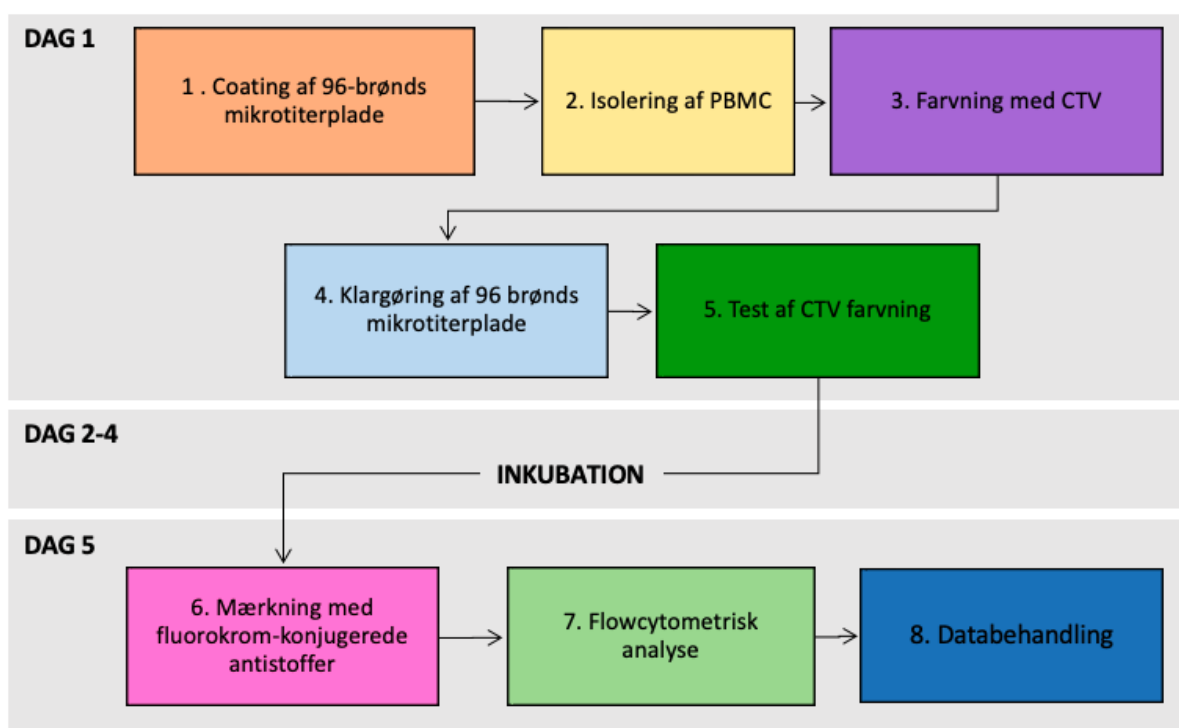 DAG 1
1 . Coating af 96-brønds
mikrotiterplade
2. Isolering af PBMC
3. Farvning med CTV
4. Klargøring af 96 brønds
mikrotiterplade
5. Test af CTV farvning
DAG 2-4
INKUBATION
DAG 5
6. Mærkning med
fluorokrom-konjugerede
antistoffer
7. Flowcytometrisk
analyse
8. Databehandling